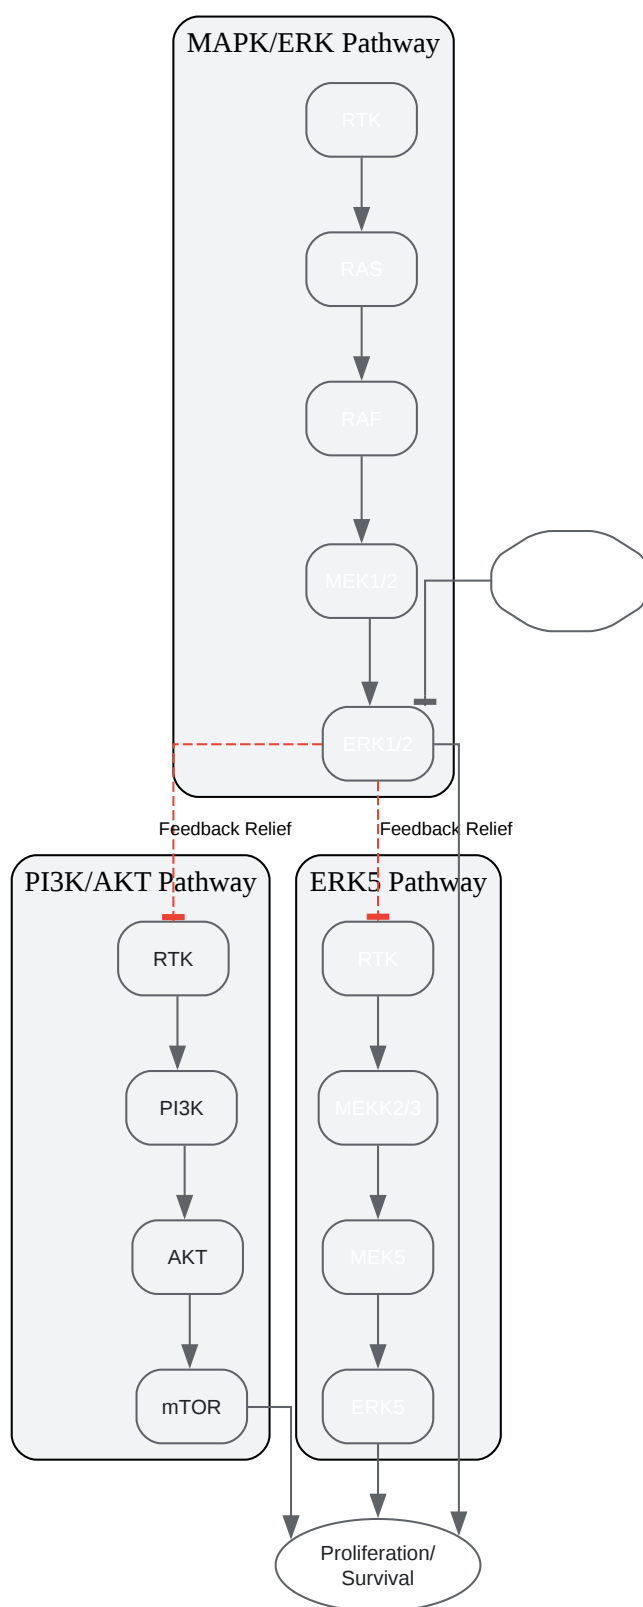 MAPK/ERK Pathway
RTK
RAS
RAF
MEK1/2
ERK1/2
Feedback Relief
Feedback Relief
PI3K/AKT Pathway
ERK5 Pathway
RTK
RTK
PI3K
MEKK2/3
AKT
MEK5
mTOR
ERK5
Proliferation/
Survival